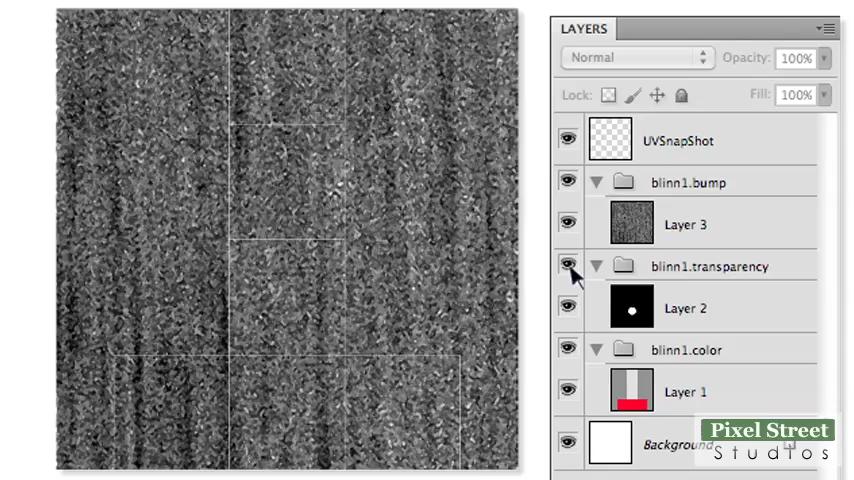 LAYERS
Normal Opacity: 100%
Lock: Fill: 100%
UVSnapShot
blinn1.bump
Layer 3
blinn1.transparency
Layer 2
blinn1.color
Layer 1
Background
Pixel Street
Studios